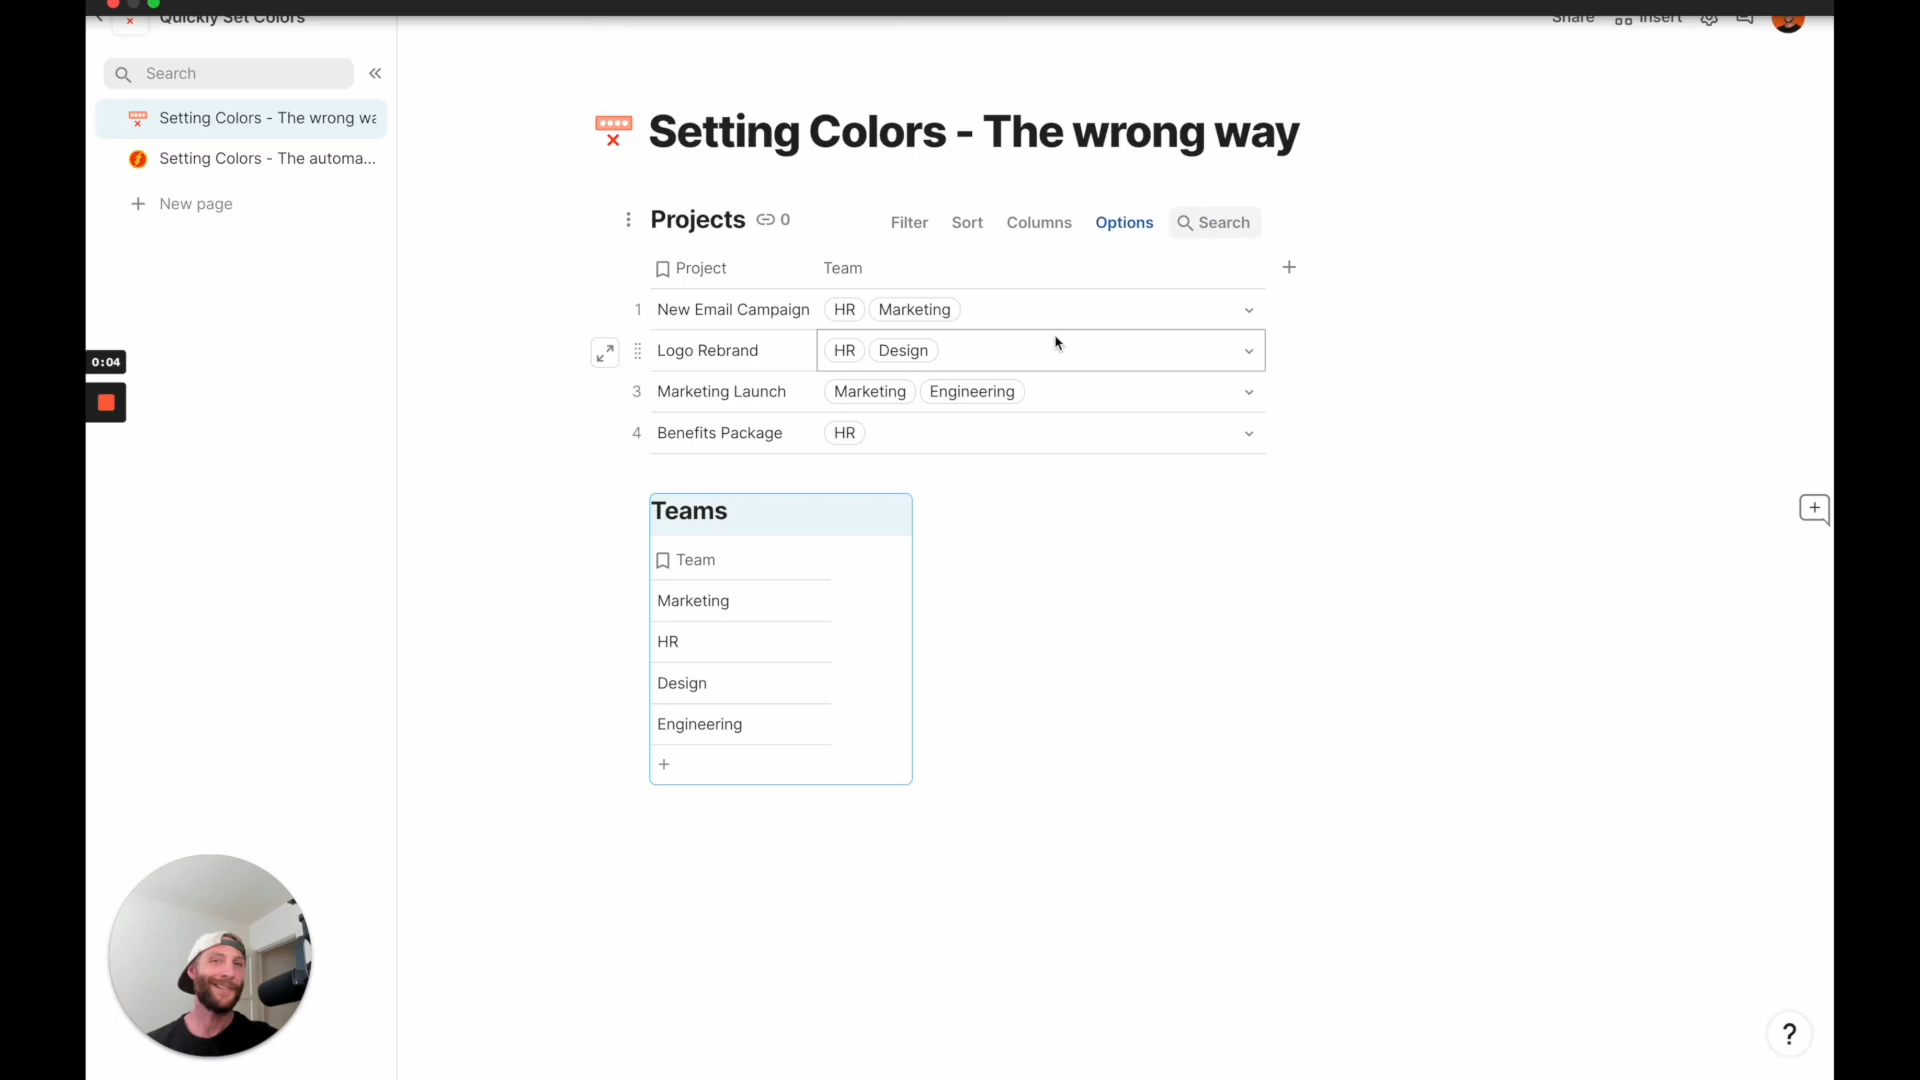 Quickly Set Colors
Share Insert
Search
Setting Colors - The wrong wa
Setting Colors - The automa...
New page
0:04
Setting Colors - The wrong way
Projects 0
Filter Sort Columns Options Search
Project Team
1 New Email Campaign HR Marketing
Logo Rebrand HR Design
3 Marketing Launch Marketing Engineering
4 Benefits Package HR
Teams
Team
Marketing
HR
Design
Engineering
?